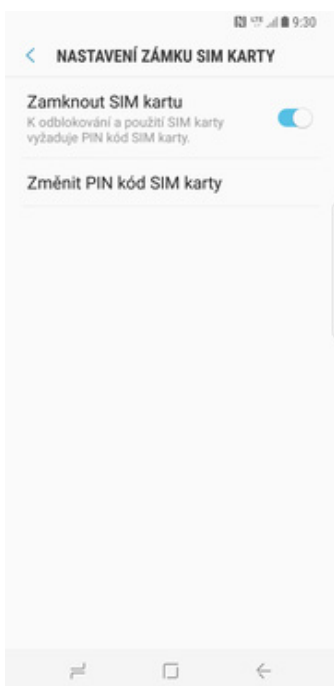 LTE 9:30
NASTAVENÍ ZÁMKU SIM KARTY
Zamknout SIM kartu
K odblokování a použití SIM karty
vyžaduje PIN kód SIM karty.
Změnit PIN kód SIM karty